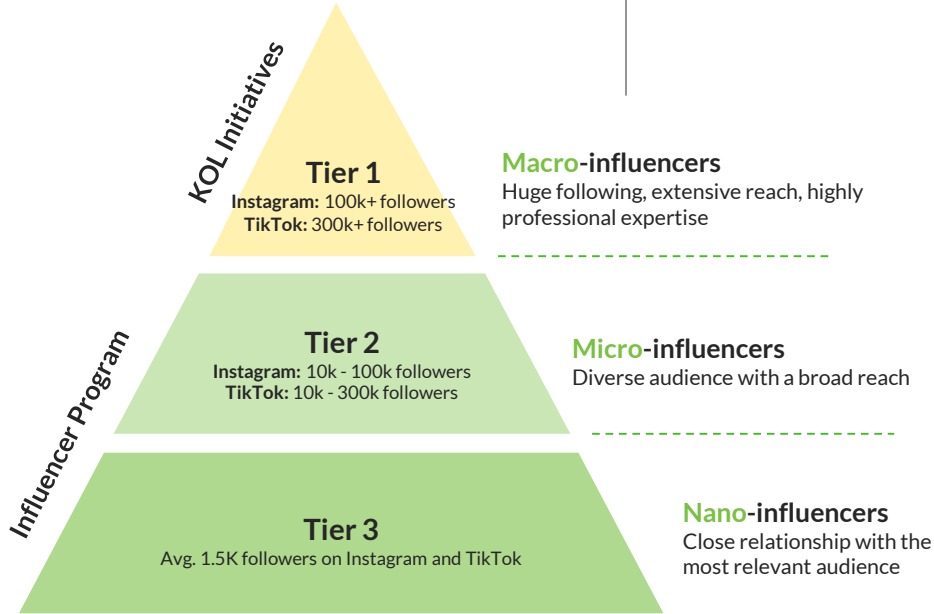 KOL Initiatives
Tier 1
Instagram: 100k+ followers
TikTok: 300k+ followers
Macro-influencers
Huge following, extensive reach, highly
professional expertise
Influencer Program
Tier 2
Instagram: 10k - 100k followers
TikTok: 10k - 300k followers
Micro-influencers
Diverse audience with a broad reach
Tier 3
Avg. 1.5K followers on Instagram and TikTok
Nano-influencers
Close relationship with the
most relevant audience